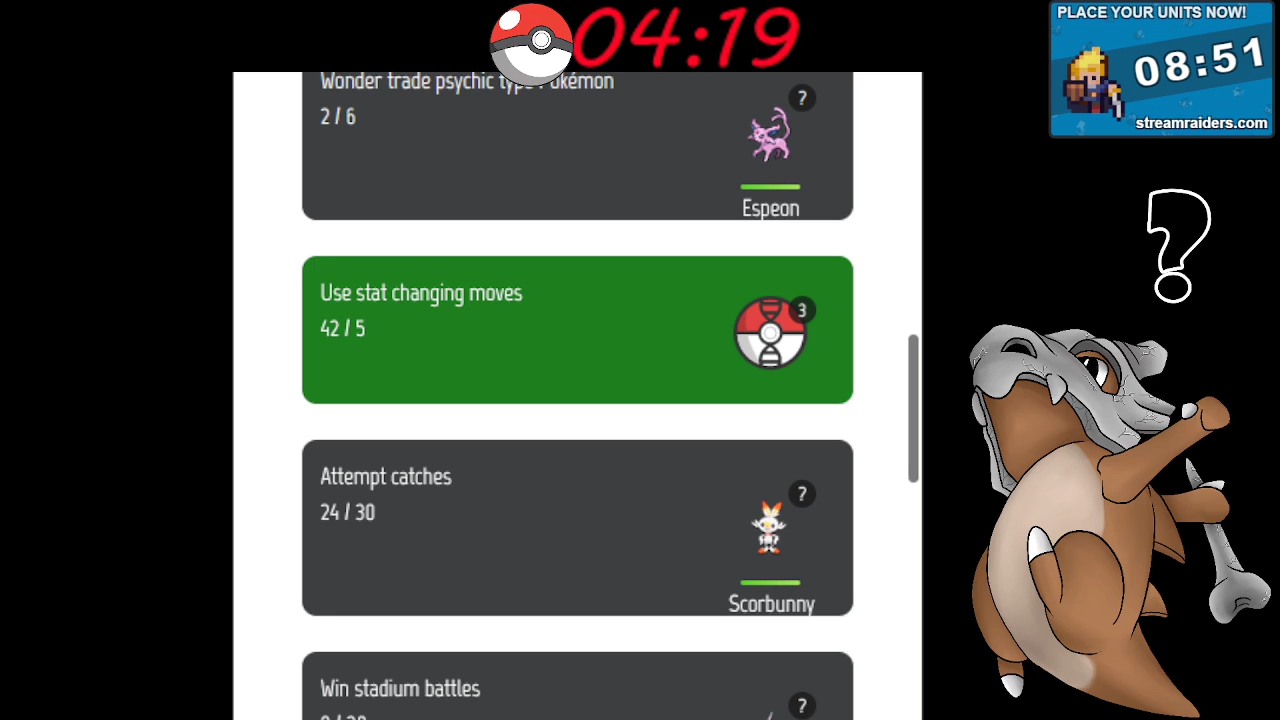 04:19
PLACE YOUR UNITS NOW!
08:51
streamraiders.com
Wonder trade psychic type Pokémon
2 / 6
?
Espeon
Use stat changing moves
42 / 5
3
Attempt catches
24 / 30
?
Scorbunny
Win stadium battles
?
?